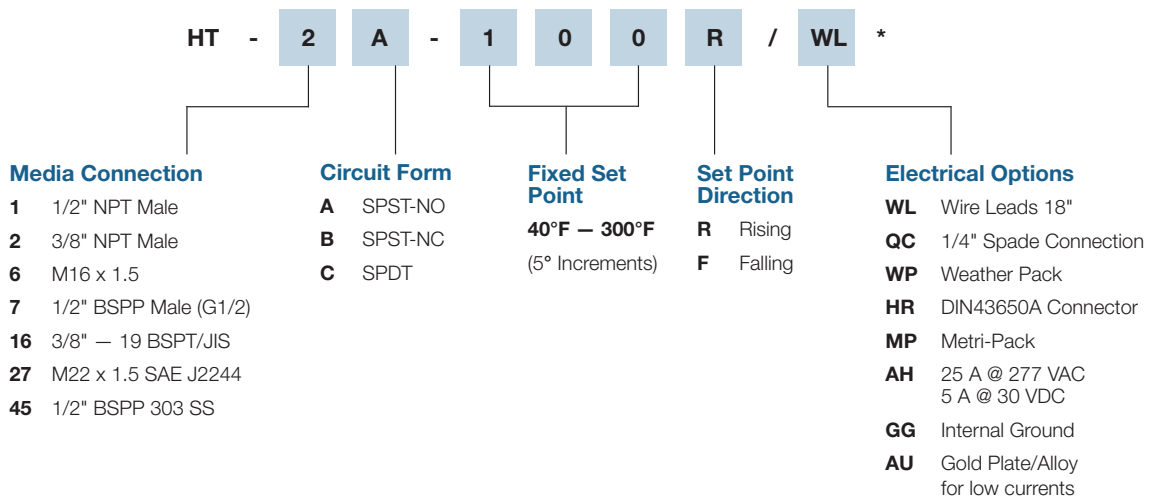 HT - 2 A - 1 0 0 R / WL *
Media Connection
1 1/2" NPT Male
2 3/8" NPT Male
6 M16 x 1.5
7 1/2" BSPP Male (G1/2)
16 3/8" — 19 BSPT/JIS
27 M22 x 1.5 SAE J2244
45 1/2" BSPP 303 SS
Circuit Form
A SPST-NO
B SPST-NC
C SPDT
Fixed Set
Point
40°F — 300°F
(5° Increments)
Set Point
Direction
R Rising
F Falling
Electrical Options
WL Wire Leads 18"
QC 1/4" Spade Connection
WP Weather Pack
HR DIN43650A Connector
MP Metri-Pack
AH 25 A @ 277 VAC
5 A @ 30 VDC
GG Internal Ground
AU Gold Plate/Alloy
for low currents